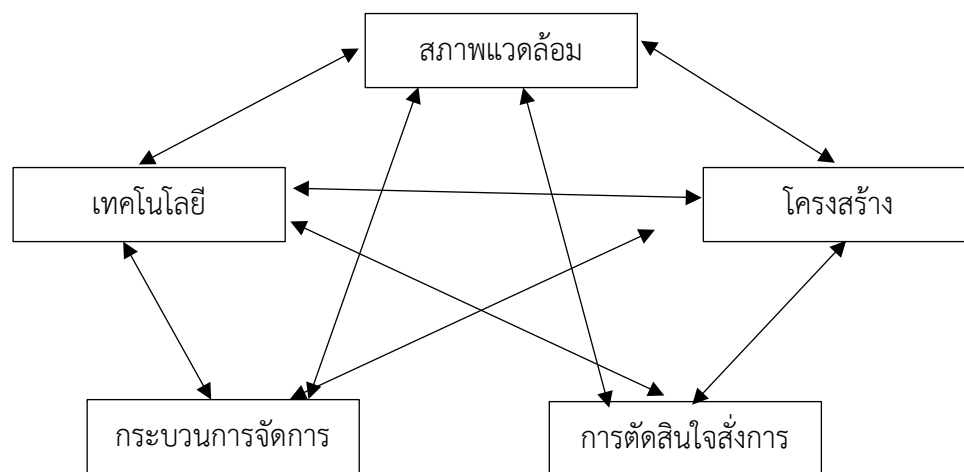 สภาพแวดล้อม
เทคโนโลยี
โครงสร้าง
กระบวนการจัดการ
การตัดสินใจสั่งการ